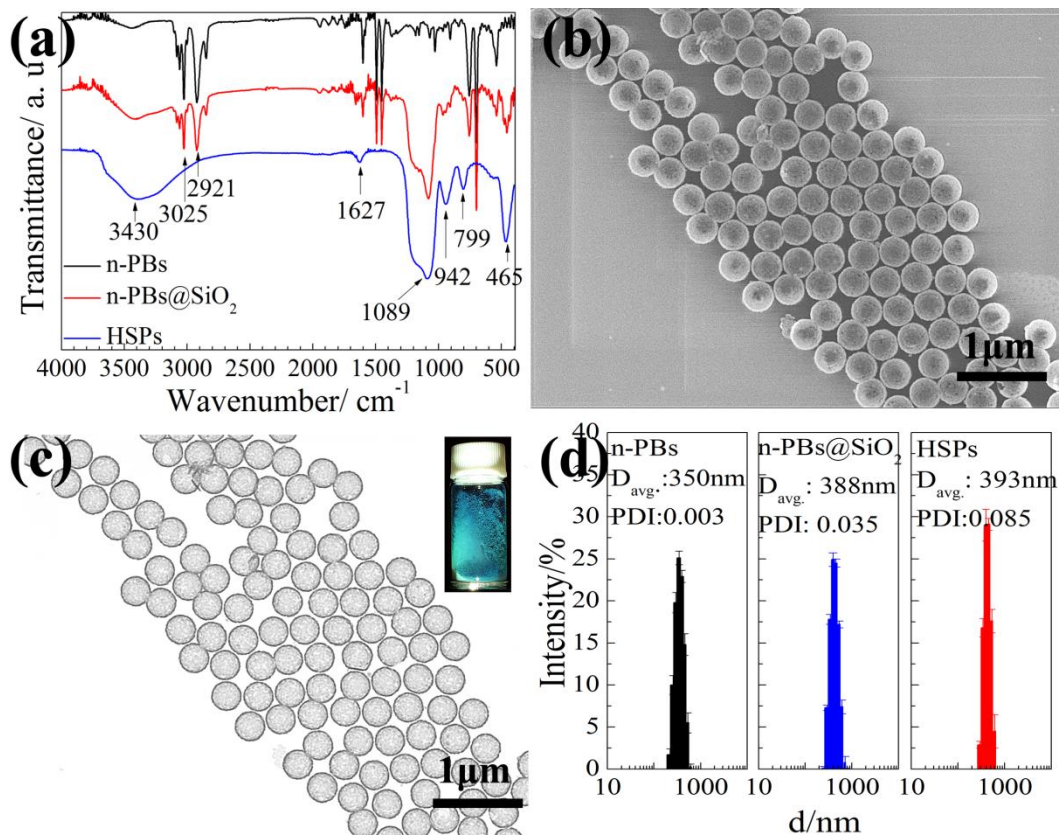 (a)
Transmittance/ a. u.
3430
3025
2921
1627
1089
942
799
465
n-PBs
n-PBs@SiO₂
HSPs
4000 3500 3000 2500 2000 1500 1000 500
Wavenumber/ cm⁻¹
(b)
1μm
(c)
1μm
(d)
Intensity/%
40
35
30
25
20
15
10
5
0
n-PBs
D_avg.:350nm
PDI:0.003
n-PBs@SiO₂
D_avg.: 388nm
PDI: 0.035
HSPs
D_avg.: 393nm
PDI:0.085
10 1000 10 1000 10 1000
d/nm